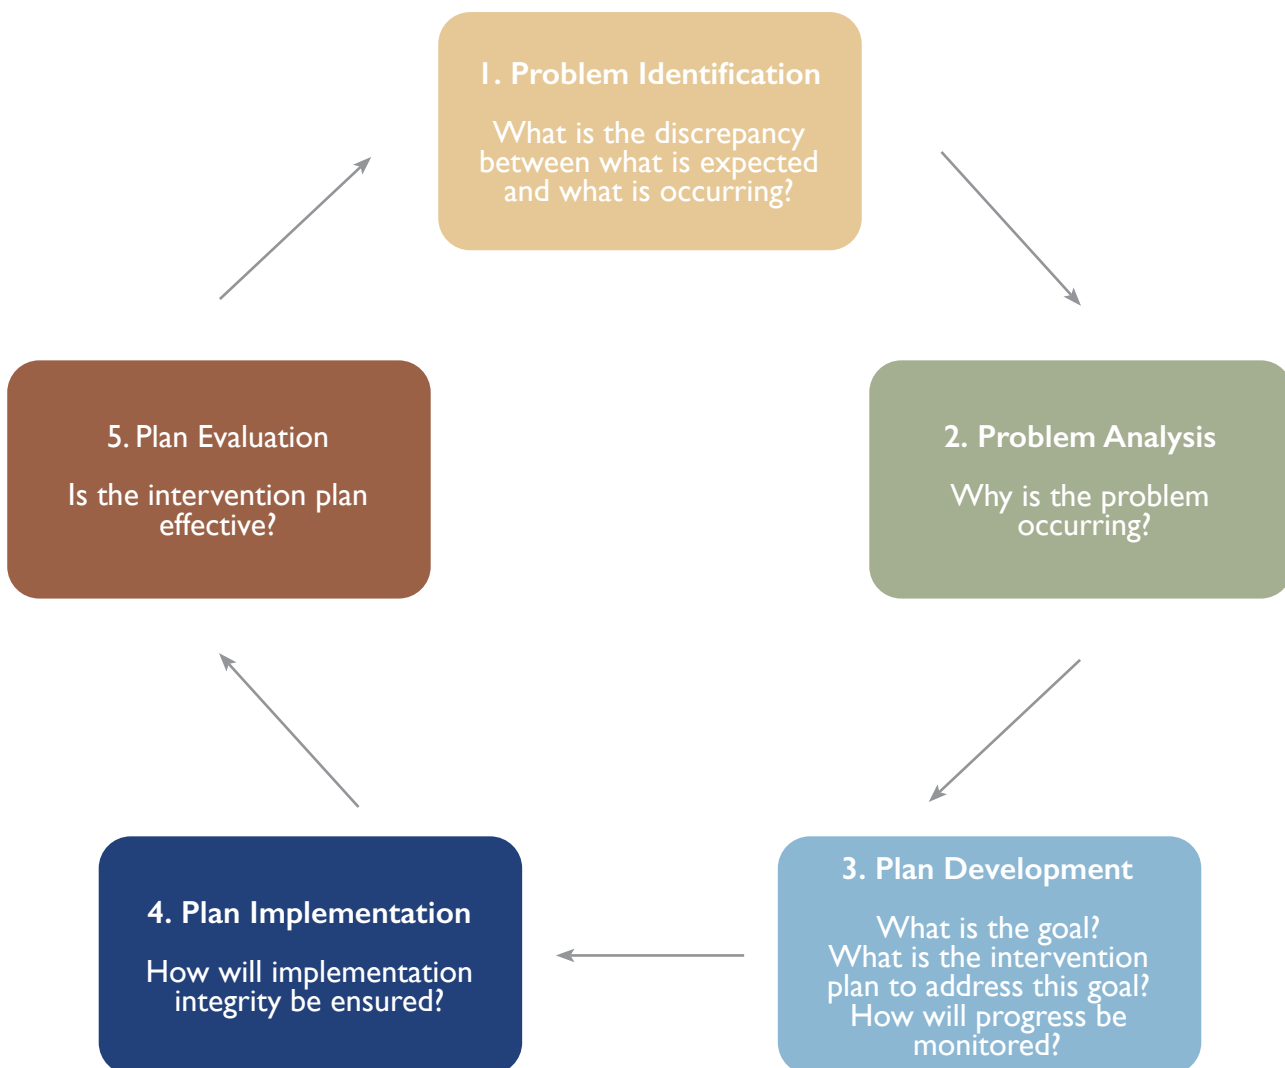 1. Problem Identification
What is the discrepancy
between what is expected
and what is occurring?
2. Problem Analysis
Why is the problem
occurring?
3. Plan Development
What is the goal?
What is the intervention
plan to address this goal?
How will progress be
monitored?
4. Plan Implementation
How will implementation
integrity be ensured?
5. Plan Evaluation
Is the intervention plan
effective?